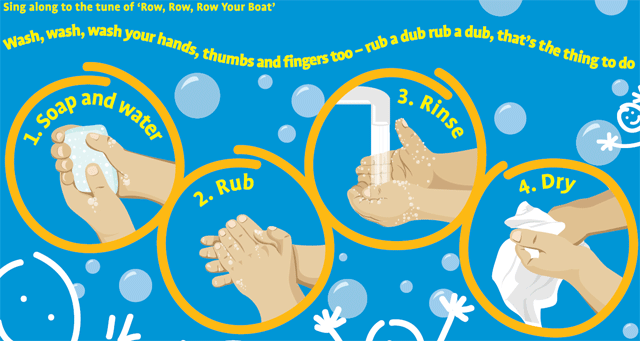 Sing along to the tune of ‘Row, Row, Row Your Boat’
Wash, wash, wash your hands, thumbs and fingers too – rub a dub rub a dub, that's the thing to do
1. Soap and water
2. Rub
3. Rinse
4. Dry